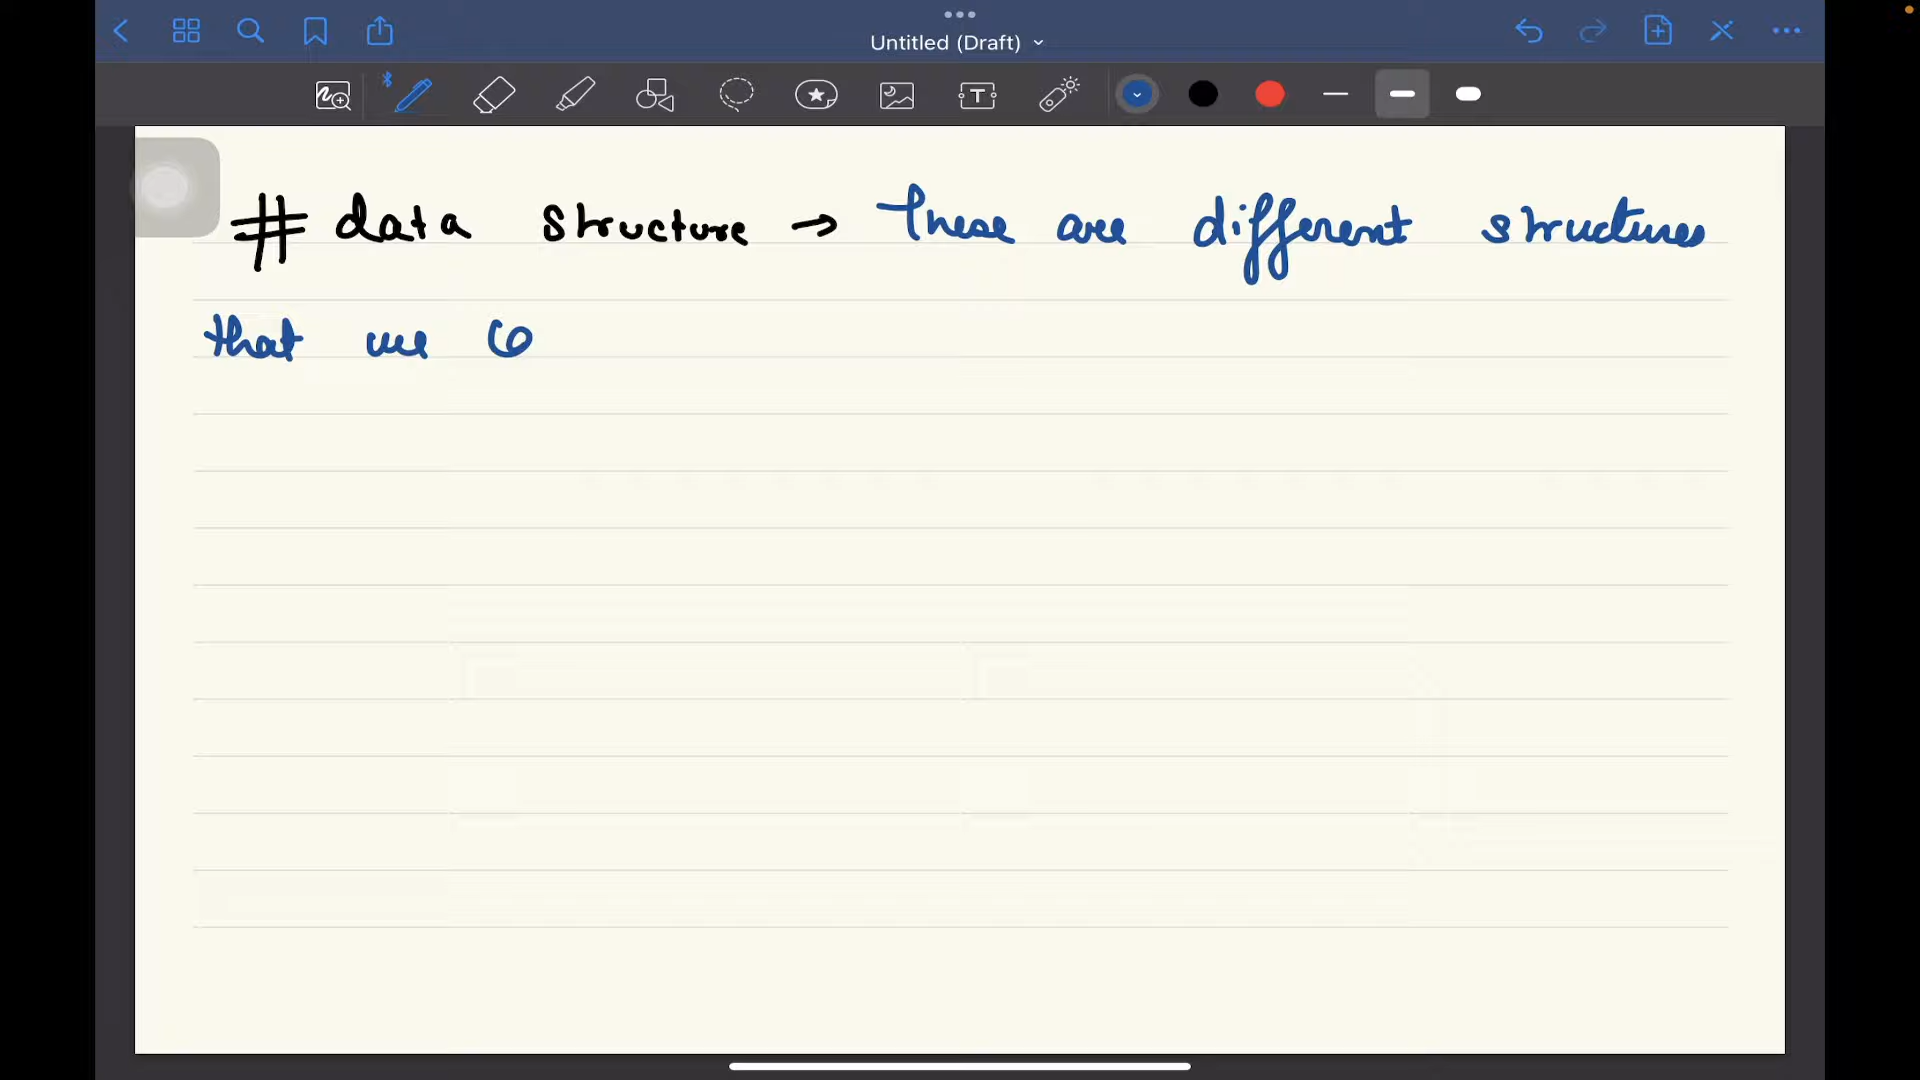 Untitled (Draft)
# data structure → These are different structures
that we